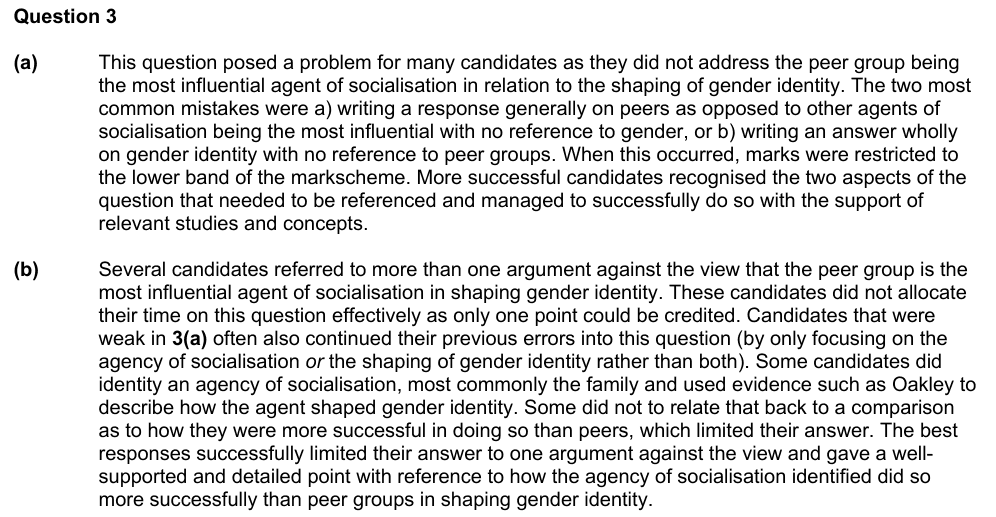 Question 3
(a) This question posed a problem for many candidates as they did not address the peer group being
the most influential agent of socialisation in relation to the shaping of gender identity. The two most
common mistakes were a) writing a response generally on peers as opposed to other agents of
socialisation being the most influential with no reference to gender, or b) writing an answer wholly
on gender identity with no reference to peer groups. When this occurred, marks were restricted to
the lower band of the markscheme. More successful candidates recognised the two aspects of the
question that needed to be referenced and managed to successfully do so with the support of
relevant studies and concepts.
(b) Several candidates referred to more than one argument against the view that the peer group is the
most influential agent of socialisation in shaping gender identity. These candidates did not allocate
their time on this question effectively as only one point could be credited. Candidates that were
weak in 3(a) often also continued their previous errors into this question (by only focusing on the
agency of socialisation or the shaping of gender identity rather than both). Some candidates did
identity an agency of socialisation, most commonly the family and used evidence such as Oakley to
describe how the agent shaped gender identity. Some did not to relate that back to a comparison
as to how they were more successful in doing so than peers, which limited their answer. The best
responses successfully limited their answer to one argument against the view and gave a well-
supported and detailed point with reference to how the agency of socialisation identified did so
more successfully than peer groups in shaping gender identity.